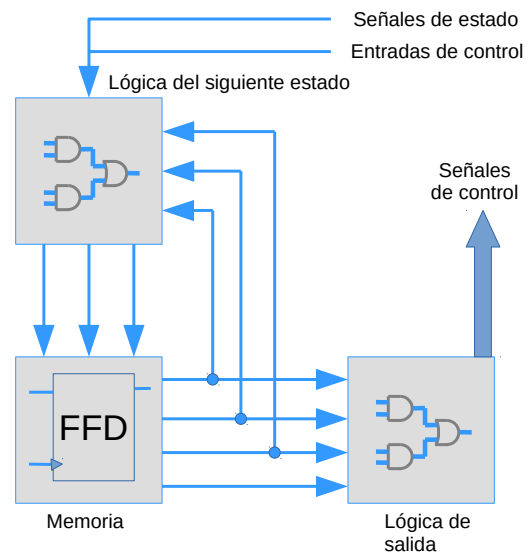 Señales de estado
Entradas de control
Lógica del siguiente estado
Señales
de control
FFD
Memoria
Lógica de
salida